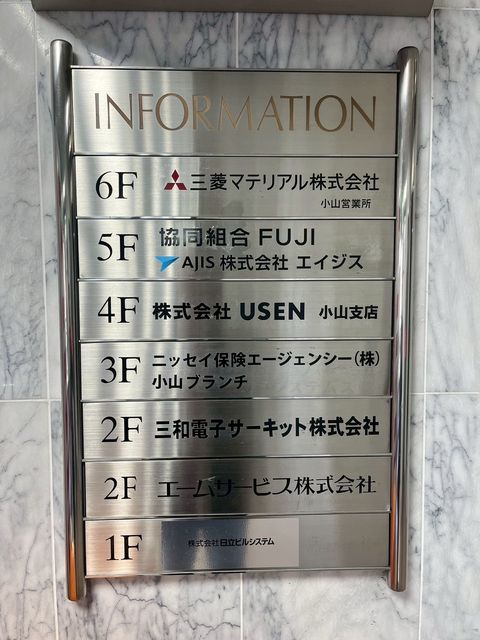 INFORMATION
6F 三菱マテリアル株式会社
小山営業所
5F 協同組合 FUJI
AJIS 株式会社 エイジス
4F 株式会社 USEN 小山支店
3F ニッセイ保険エージェンシー(株)
小山ブランチ
2F 三和電子サーキット株式会社
2F エームサービス株式会社
1F 株式会社日立ビルシステム